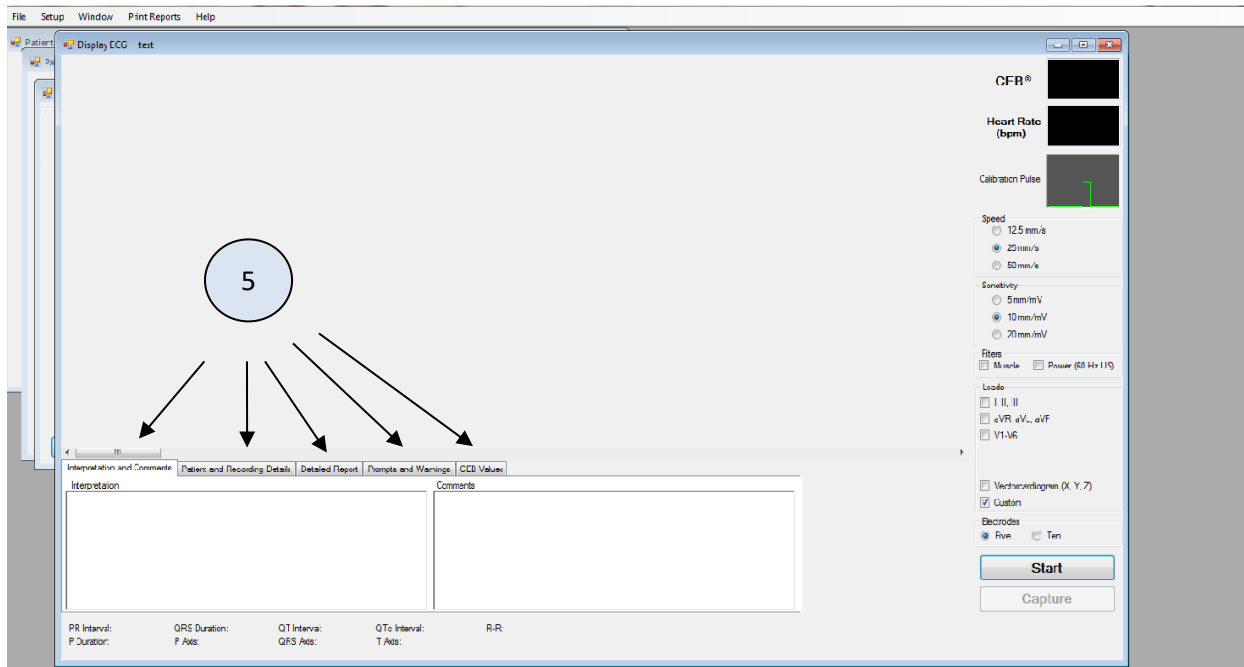 File Setup Window Print Reports Help
Patient
Display ECG test
Pa
CEB®
Heart Rate
(bpm)
Calibration Pulse
Speed
12.5 mm/s
25 mm/s
50 mm/s
Sensitivity
5 mm/mV
10 mm/mV
20 mm/mV
Filters
Muscle Power (60 Hz US)
Leads
I, II, III
aVR, aVL, aVF
V1-V6
Vectorcardiogram (X, Y, Z)
Custom
Electrodes
Five Ten
Start
Capture
5
Interpretation and Comments Patient and Recording Details Detailed Report Prompts and Warnings CEB Values
Interpretation Comments
PR Interval: QRS Duration: QT Interval: QTc Interval: R-R:
P Duration: P Axis: QRS Axis: T Axis: